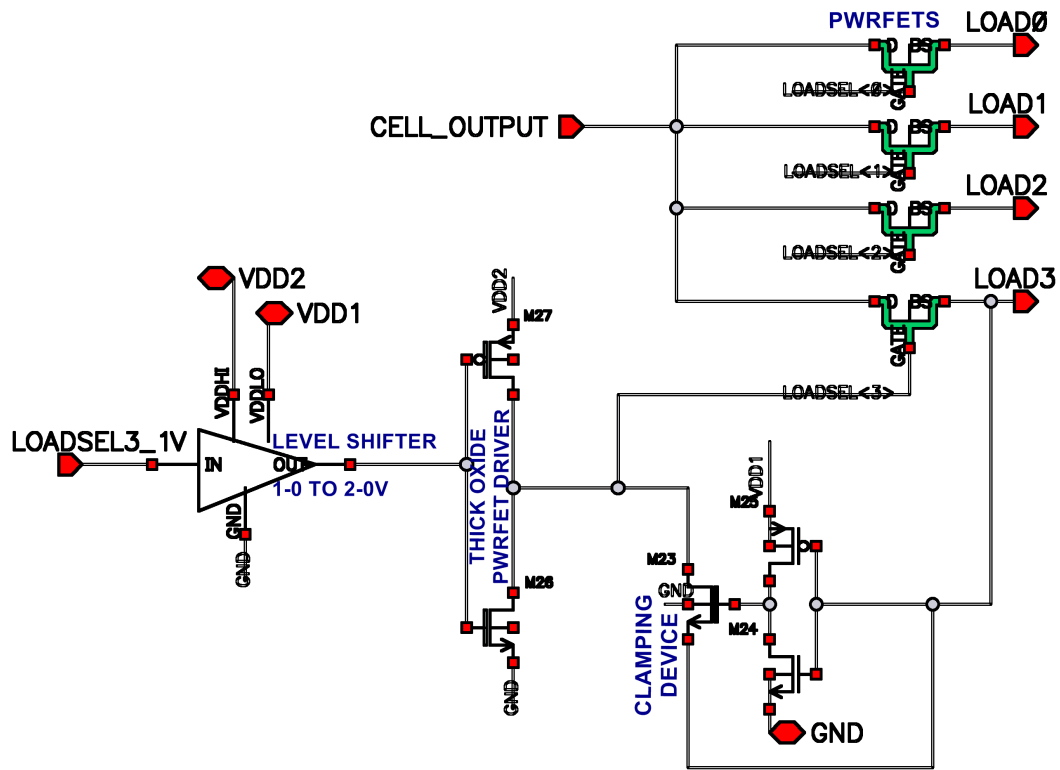 PWRFETS
LOADØ
D BS
GATE
LOADSEL<Ø>
CELL_OUTPUT
LOAD1
D BS
GATE
LOADSEL<1>
LOAD2
D BS
GATE
LOADSEL<2>
LOAD3
D BS
GATE
LOADSEL<3>
VDD2
VDD1
VDDHI
VDDLO
LOADSEL3_1V
IN
OUT
GND
GND
LEVEL SHIFTER
1-0 TO 2-0V
VDD2
M27
THICK OXIDE
PWRFET DRIVER
M26
GND
VDD1
M25
M23
GND
M24
CLAMPING
DEVICE
GND